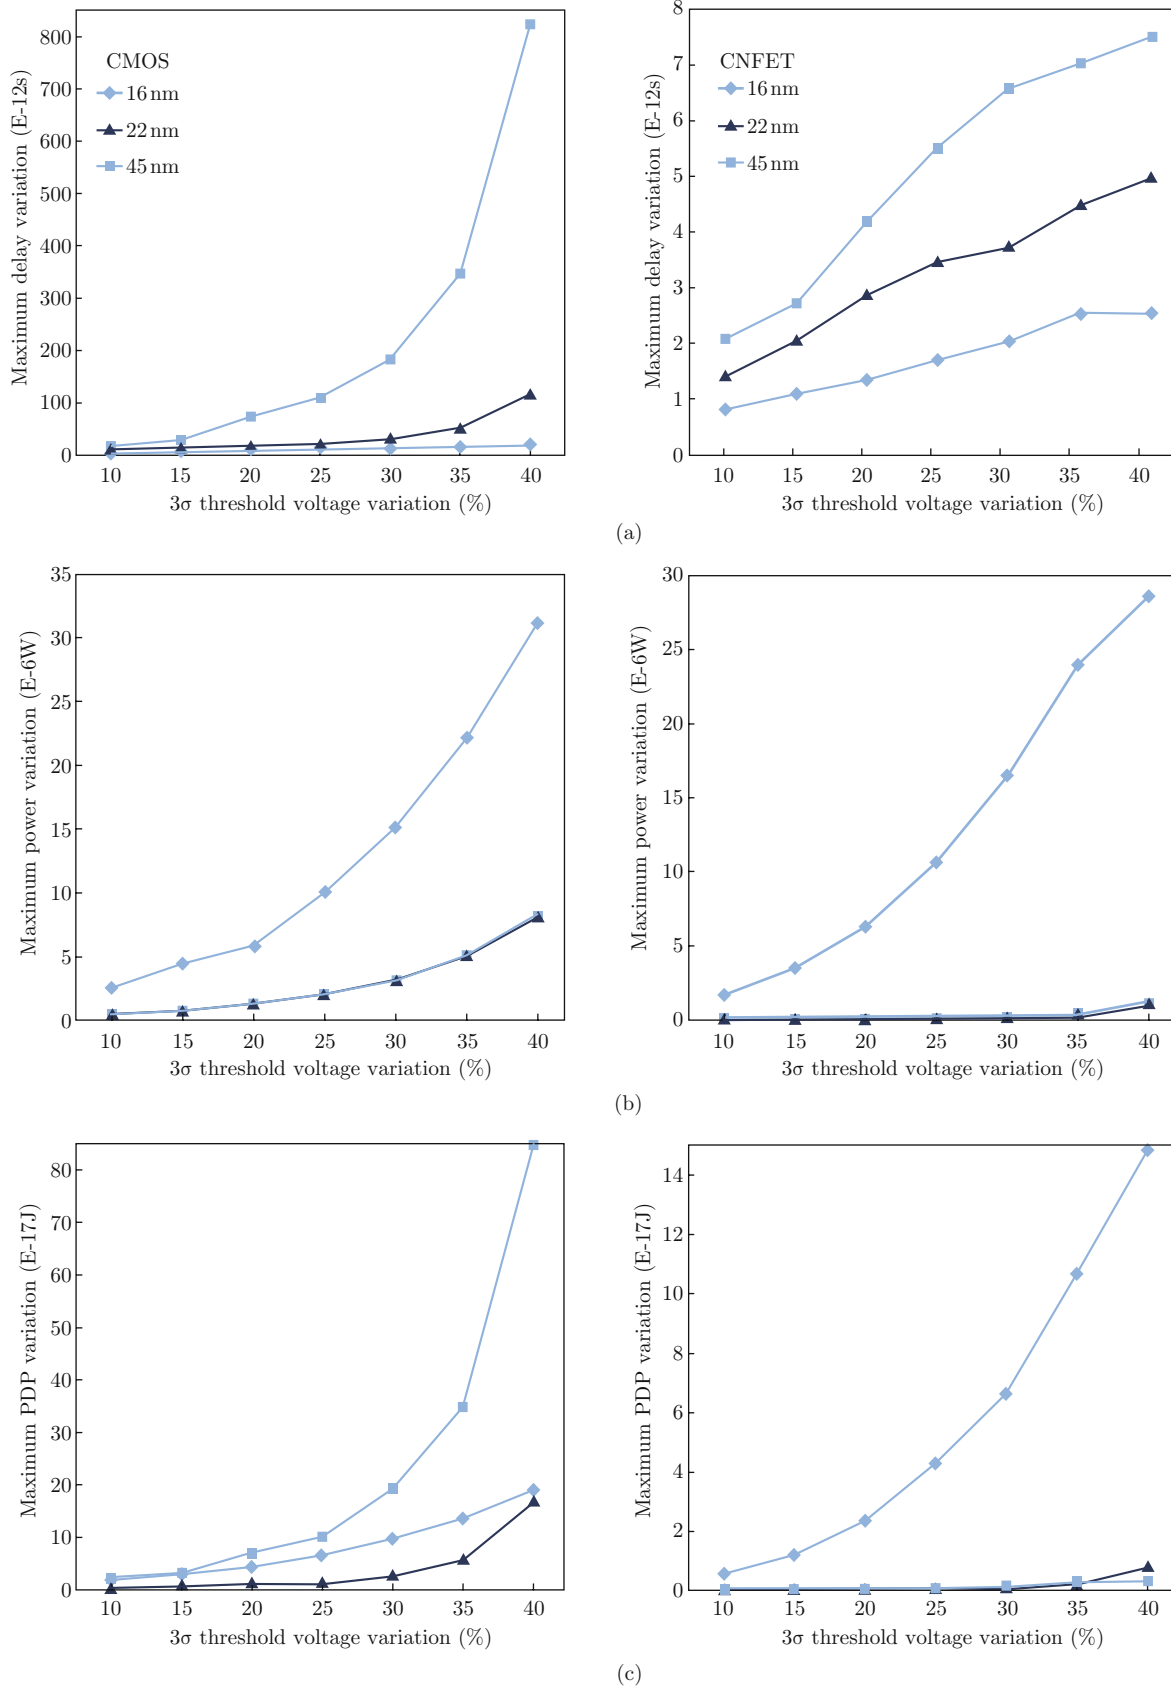 Maximum delay variation (E-12s)
800
700
600
500
400
300
200
100
0
CMOS
16 nm
22 nm
45 nm
10 15 20 25 30 35 40
3σ threshold voltage variation (%)
Maximum delay variation (E-12s)
8
7
6
5
4
3
2
1
0
CNFET
16 nm
22 nm
45 nm
10 15 20 25 30 35 40
3σ threshold voltage variation (%)
(a)
Maximum power variation (E-6W)
35
30
25
20
15
10
5
0
10 15 20 25 30 35 40
3σ threshold voltage variation (%)
Maximum power variation (E-6W)
30
25
20
15
10
5
0
10 15 20 25 30 35 40
3σ threshold voltage variation (%)
(b)
Maximum PDP variation (E-17J)
80
70
60
50
40
30
20
10
0
10 15 20 25 30 35 40
3σ threshold voltage variation (%)
Maximum PDP variation (E-17J)
14
12
10
8
6
4
2
0
10 15 20 25 30 35 40
3σ threshold voltage variation (%)
(c)